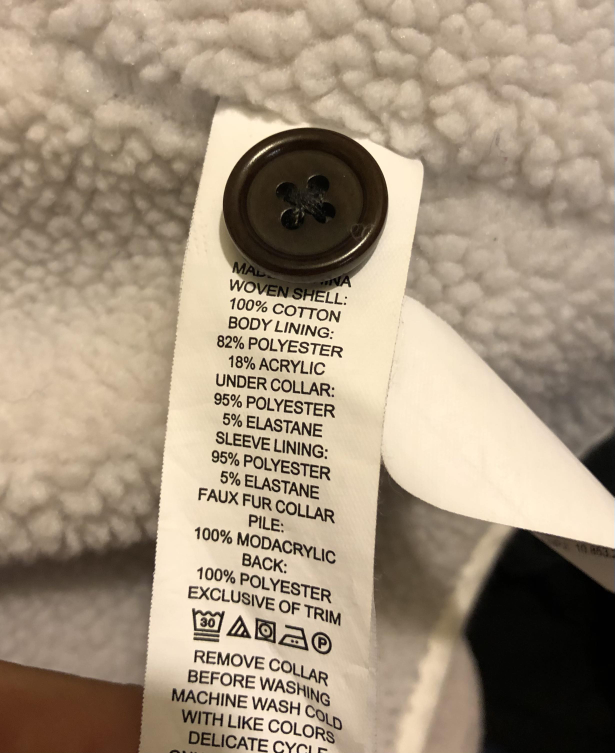 WOVEN SHELL:
100% COTTON
BODY LINING:
82% POLYESTER
18% ACRYLIC
UNDER COLLAR:
95% POLYESTER
5% ELASTANE
SLEEVE LINING:
95% POLYESTER
5% ELASTANE
FAUX FUR COLLAR
PILE:
100% MODACRYLIC
BACK:
100% POLYESTER
EXCLUSIVE OF TRIM
30 P
REMOVE COLLAR
BEFORE WASHING
MACHINE WASH COLD
WITH LIKE COLORS
DELICATE CYCLE